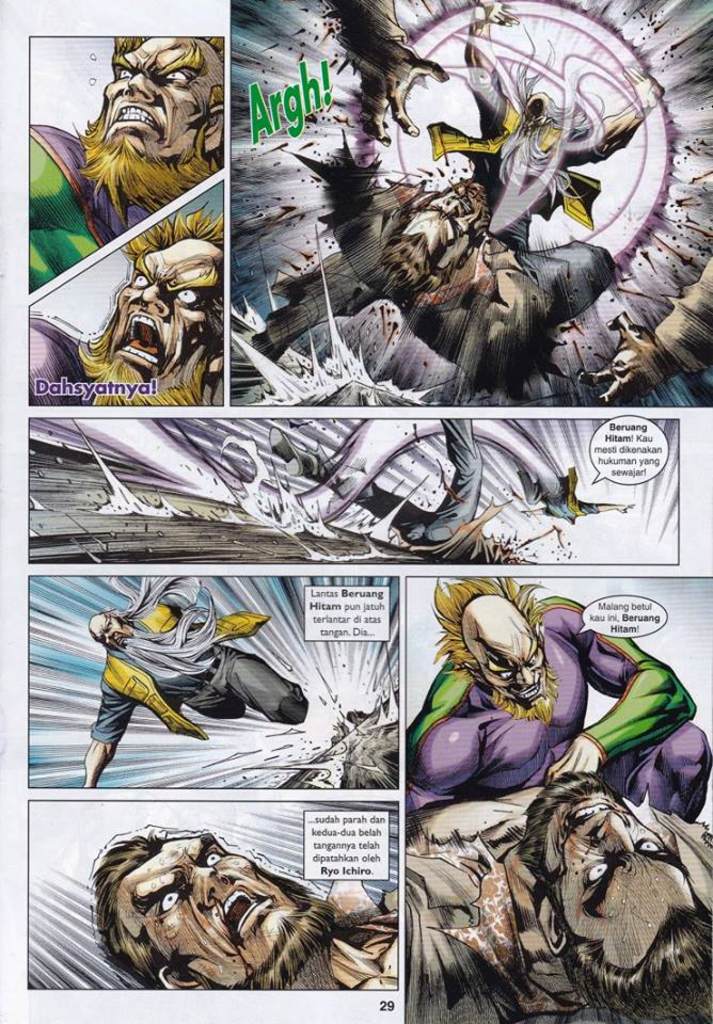 Argh!
Dahsyatnya!
Beruang
Hitam! Kau
mesti dikenakan
hukuman yang
sewajar!
Lantas Beruang
Hitam pun jatuh
terlantar di atas
tangan. Dia...
Malang betul
kau ini, Beruang
Hitam!
...sudah parah dan
kedua-dua belah
tangannya telah
dipatahkan oleh
Ryo Ichiro.
29